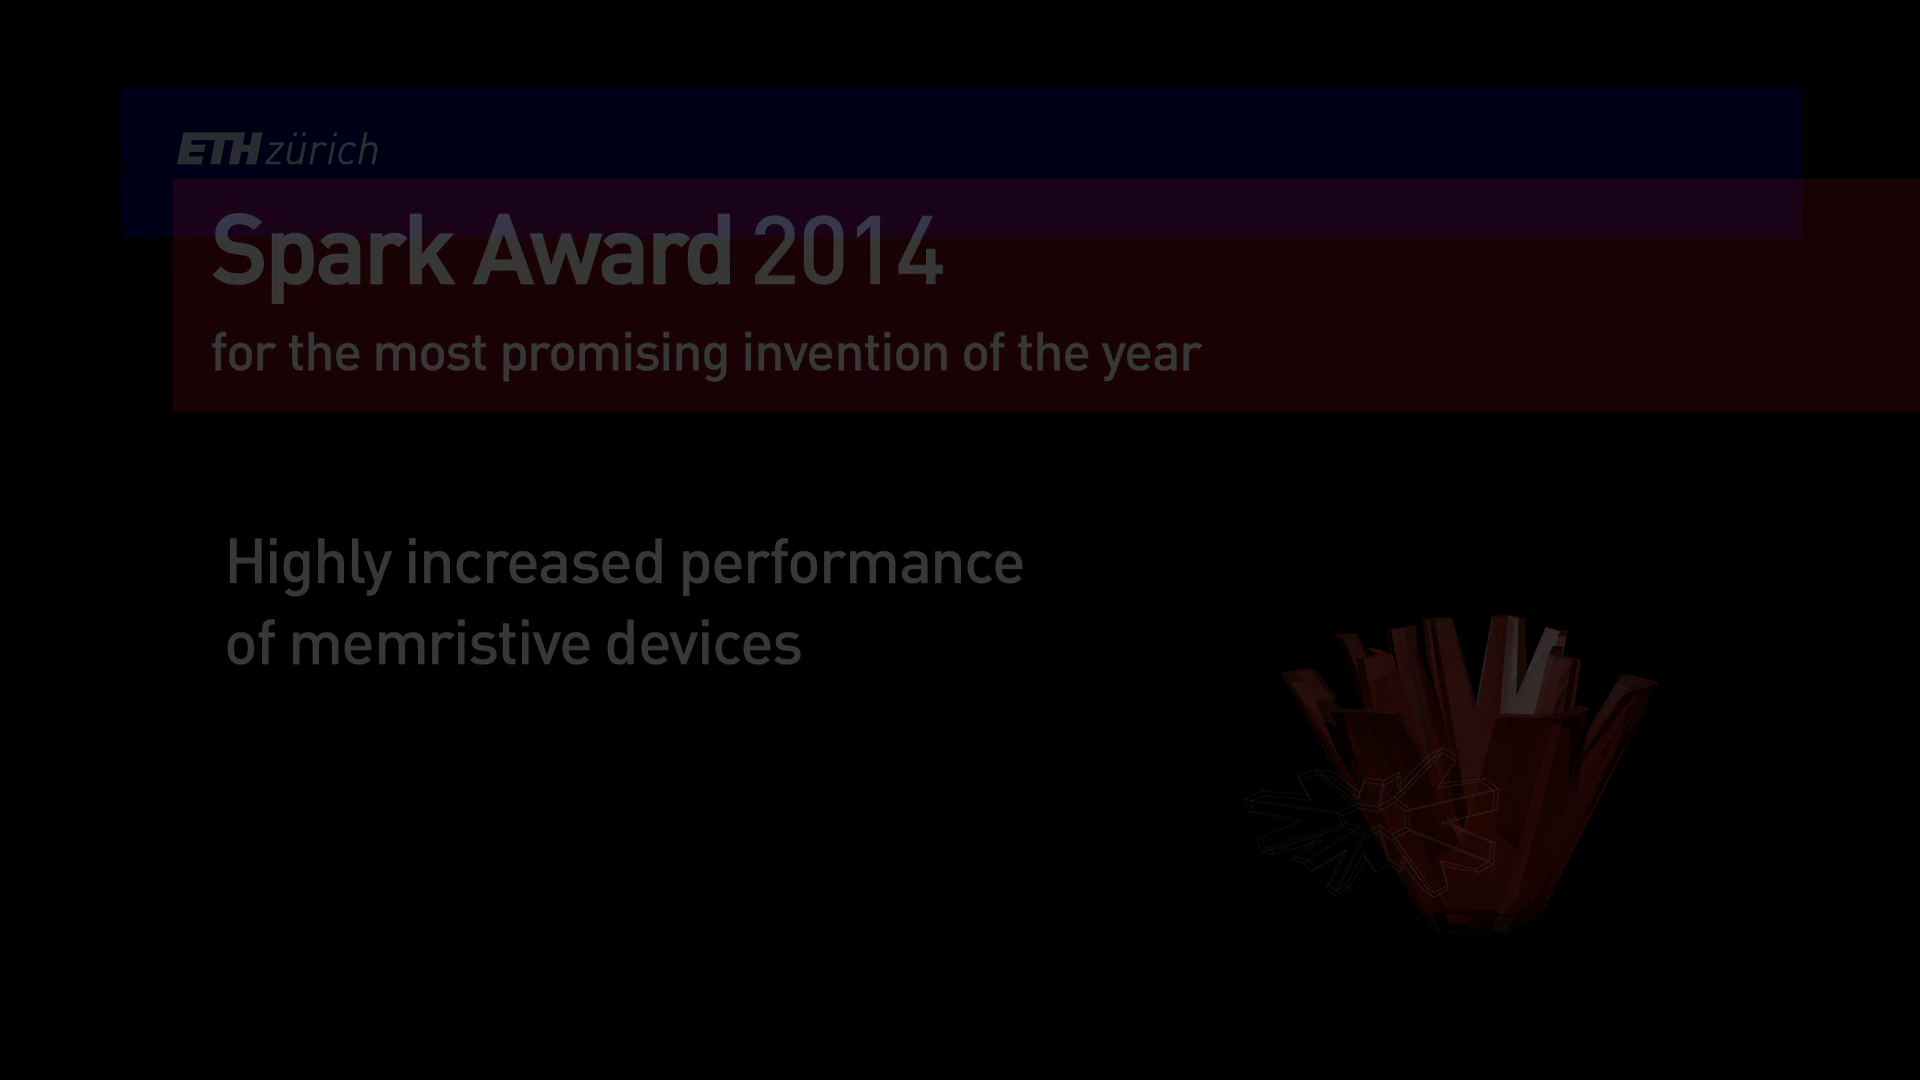 ETH zürich
Spark Award 2014
for the most promising invention of the year
Highly increased performance
of memristive devices